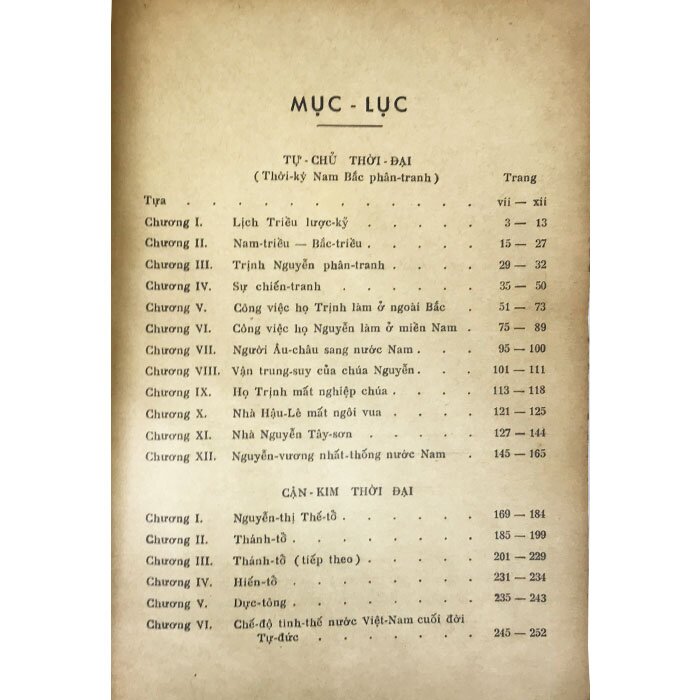 MỤC - LỤC
TỰ - CHỦ THỜI - ĐẠI
( Thời-kỳ Nam Bắc phân-tranh ) Trang
Tựa . . . . . . . . . . . . vii — xii
Chương I. Lịch Triều lược-kỷ . . . . . 3 — 13
Chương II. Nam-triều — Bắc-triều . . . . . 15 — 27
Chương III. Trịnh Nguyễn phân-tranh . . . . 29 — 32
Chương IV. Sự chiến-tranh . . . . . . 35 — 50
Chương V. Công việc họ Trịnh làm ở ngoài Bắc . 51 — 73
Chương VI. Công việc họ Nguyễn làm ở miền Nam . 75 — 89
Chương VII. Người Âu-châu sang nước Nam . . . 95 — 100
Chương VIII. Vận trung-suy của chúa Nguyễn . . . 101 — 111
Chương IX. Họ Trịnh mất nghiệp chúa . . . . 113 — 118
Chương X. Nhà Hậu-Lê mất ngôi vua . . . . 121 — 125
Chương XI. Nhà Nguyễn Tây-sơn . . . . . 127 — 144
Chương XII. Nguyễn-vương nhất-thống nước Nam . . 145 — 165
CẬN - KIM THỜI ĐẠI
Chương I. Nguyễn-thị Thế-tổ . . . . . . 169 — 184
Chương II. Thánh-tổ . . . . . . . . 185 — 199
Chương III. Thánh-tổ ( tiếp theo ) . . . . . 201 — 229
Chương IV. Hiến-tổ . . . . . . . . 231 — 234
Chương V. Dực-tông . . . . . . . . 235 — 243
Chương VI. Chế-độ tình-thế nước Việt-Nam cuối đời
Tự-đức . . . . . . . 245 — 252